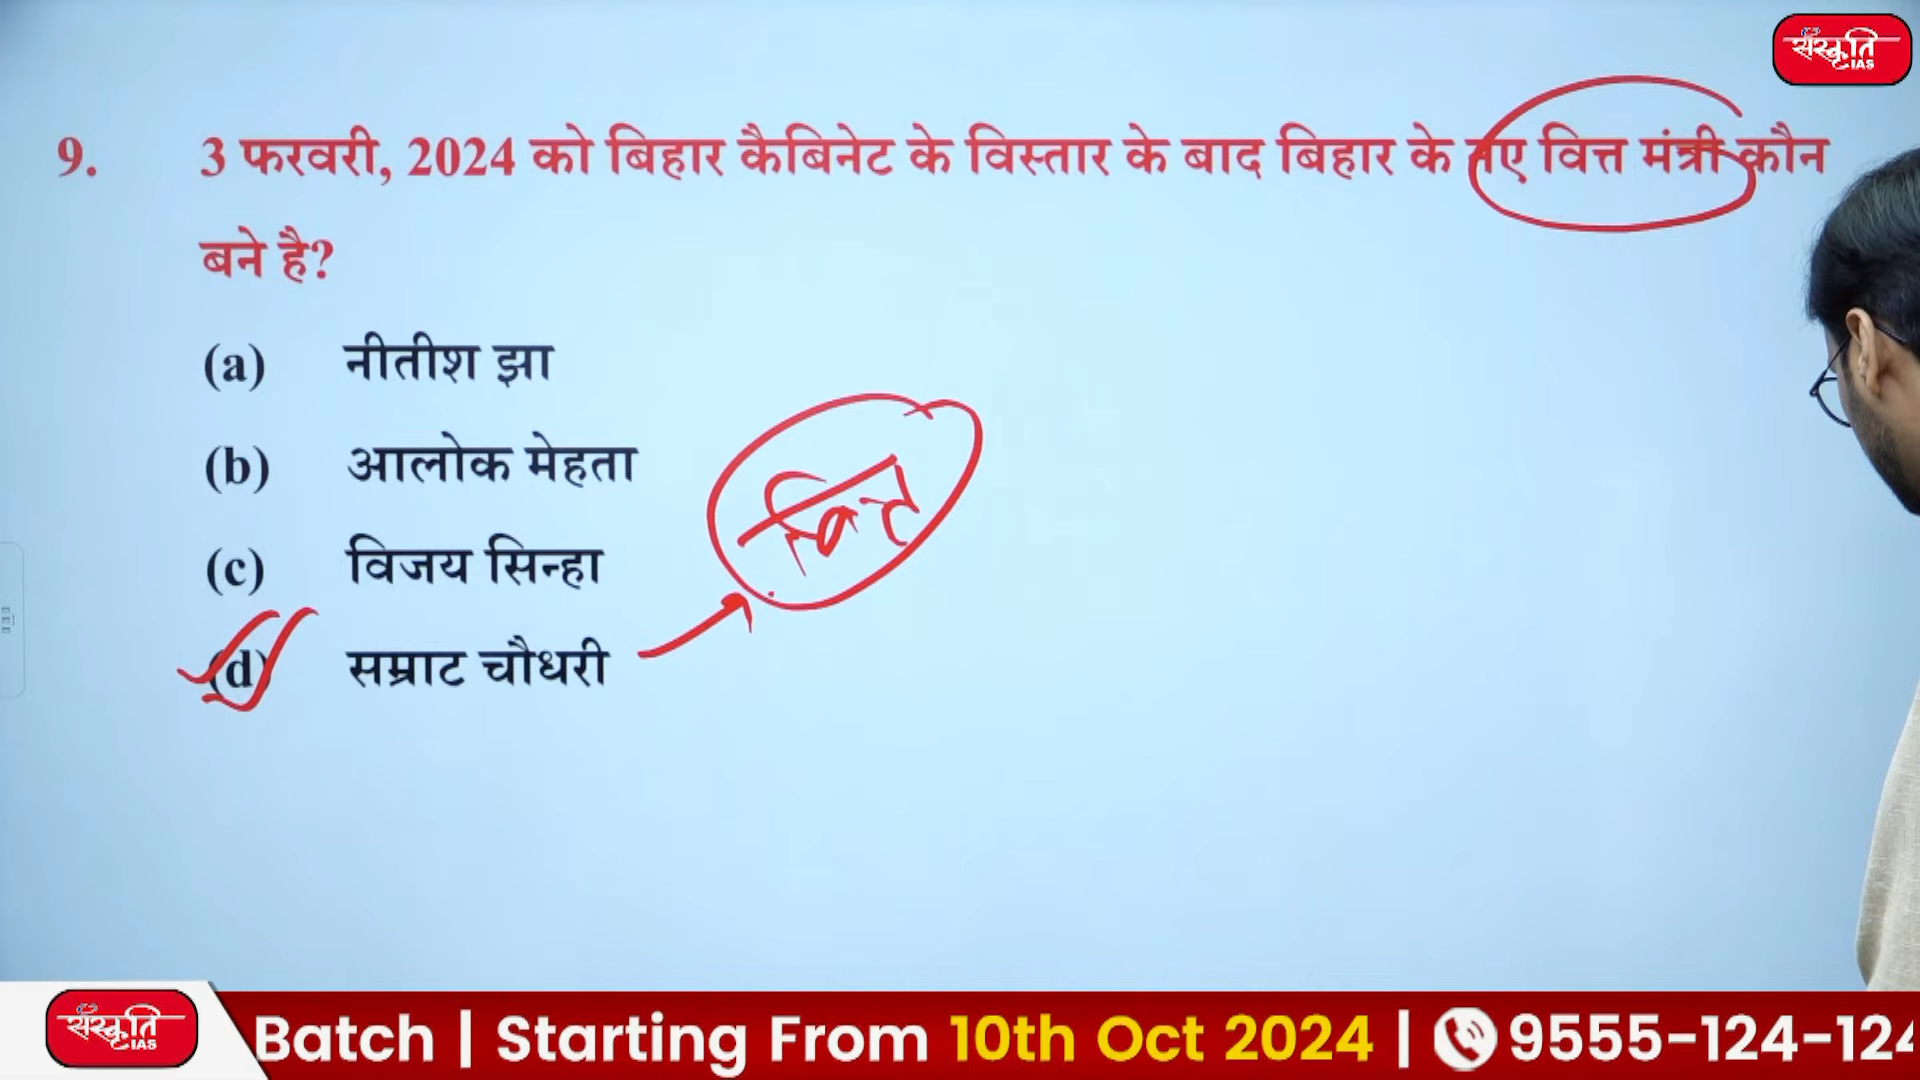 संस्कृति
IAS
9. 3 फरवरी, 2024 को बिहार कैबिनेट के विस्तार के बाद बिहार के नए वित्त मंत्री कौन
बने है?
(a) नीतीश झा
(b) आलोक मेहता
(c) विजय सिन्हा
(d) सम्राट चौधरी
वित्त
संस्कृति
IAS
Batch | Starting From 10th Oct 2024 | 9555-124-124